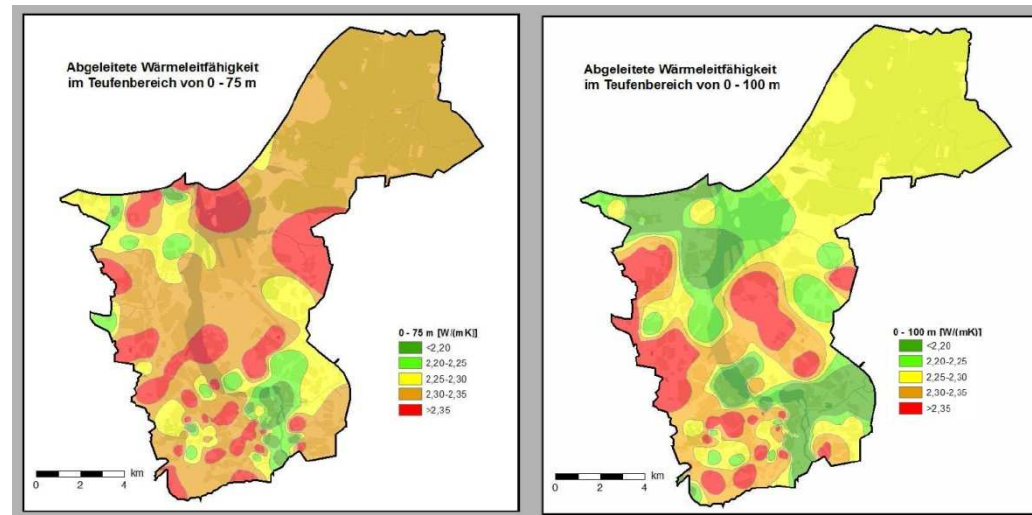 Abgeleitete Wärmeleitfähigkeit
im Teufenbereich von 0 - 75 m
0 - 75 m [W/(mK)]
<2,20
2,20-2,25
2,25-2,30
2,30-2,35
>2,35
km
0 2 4
Abgeleitete Wärmeleitfähigkeit
im Teufenbereich von 0 - 100 m
0 - 100 m [W/(mK)]
<2,20
2,20-2,25
2,25-2,30
2,30-2,35
>2,35
km
0 2 4